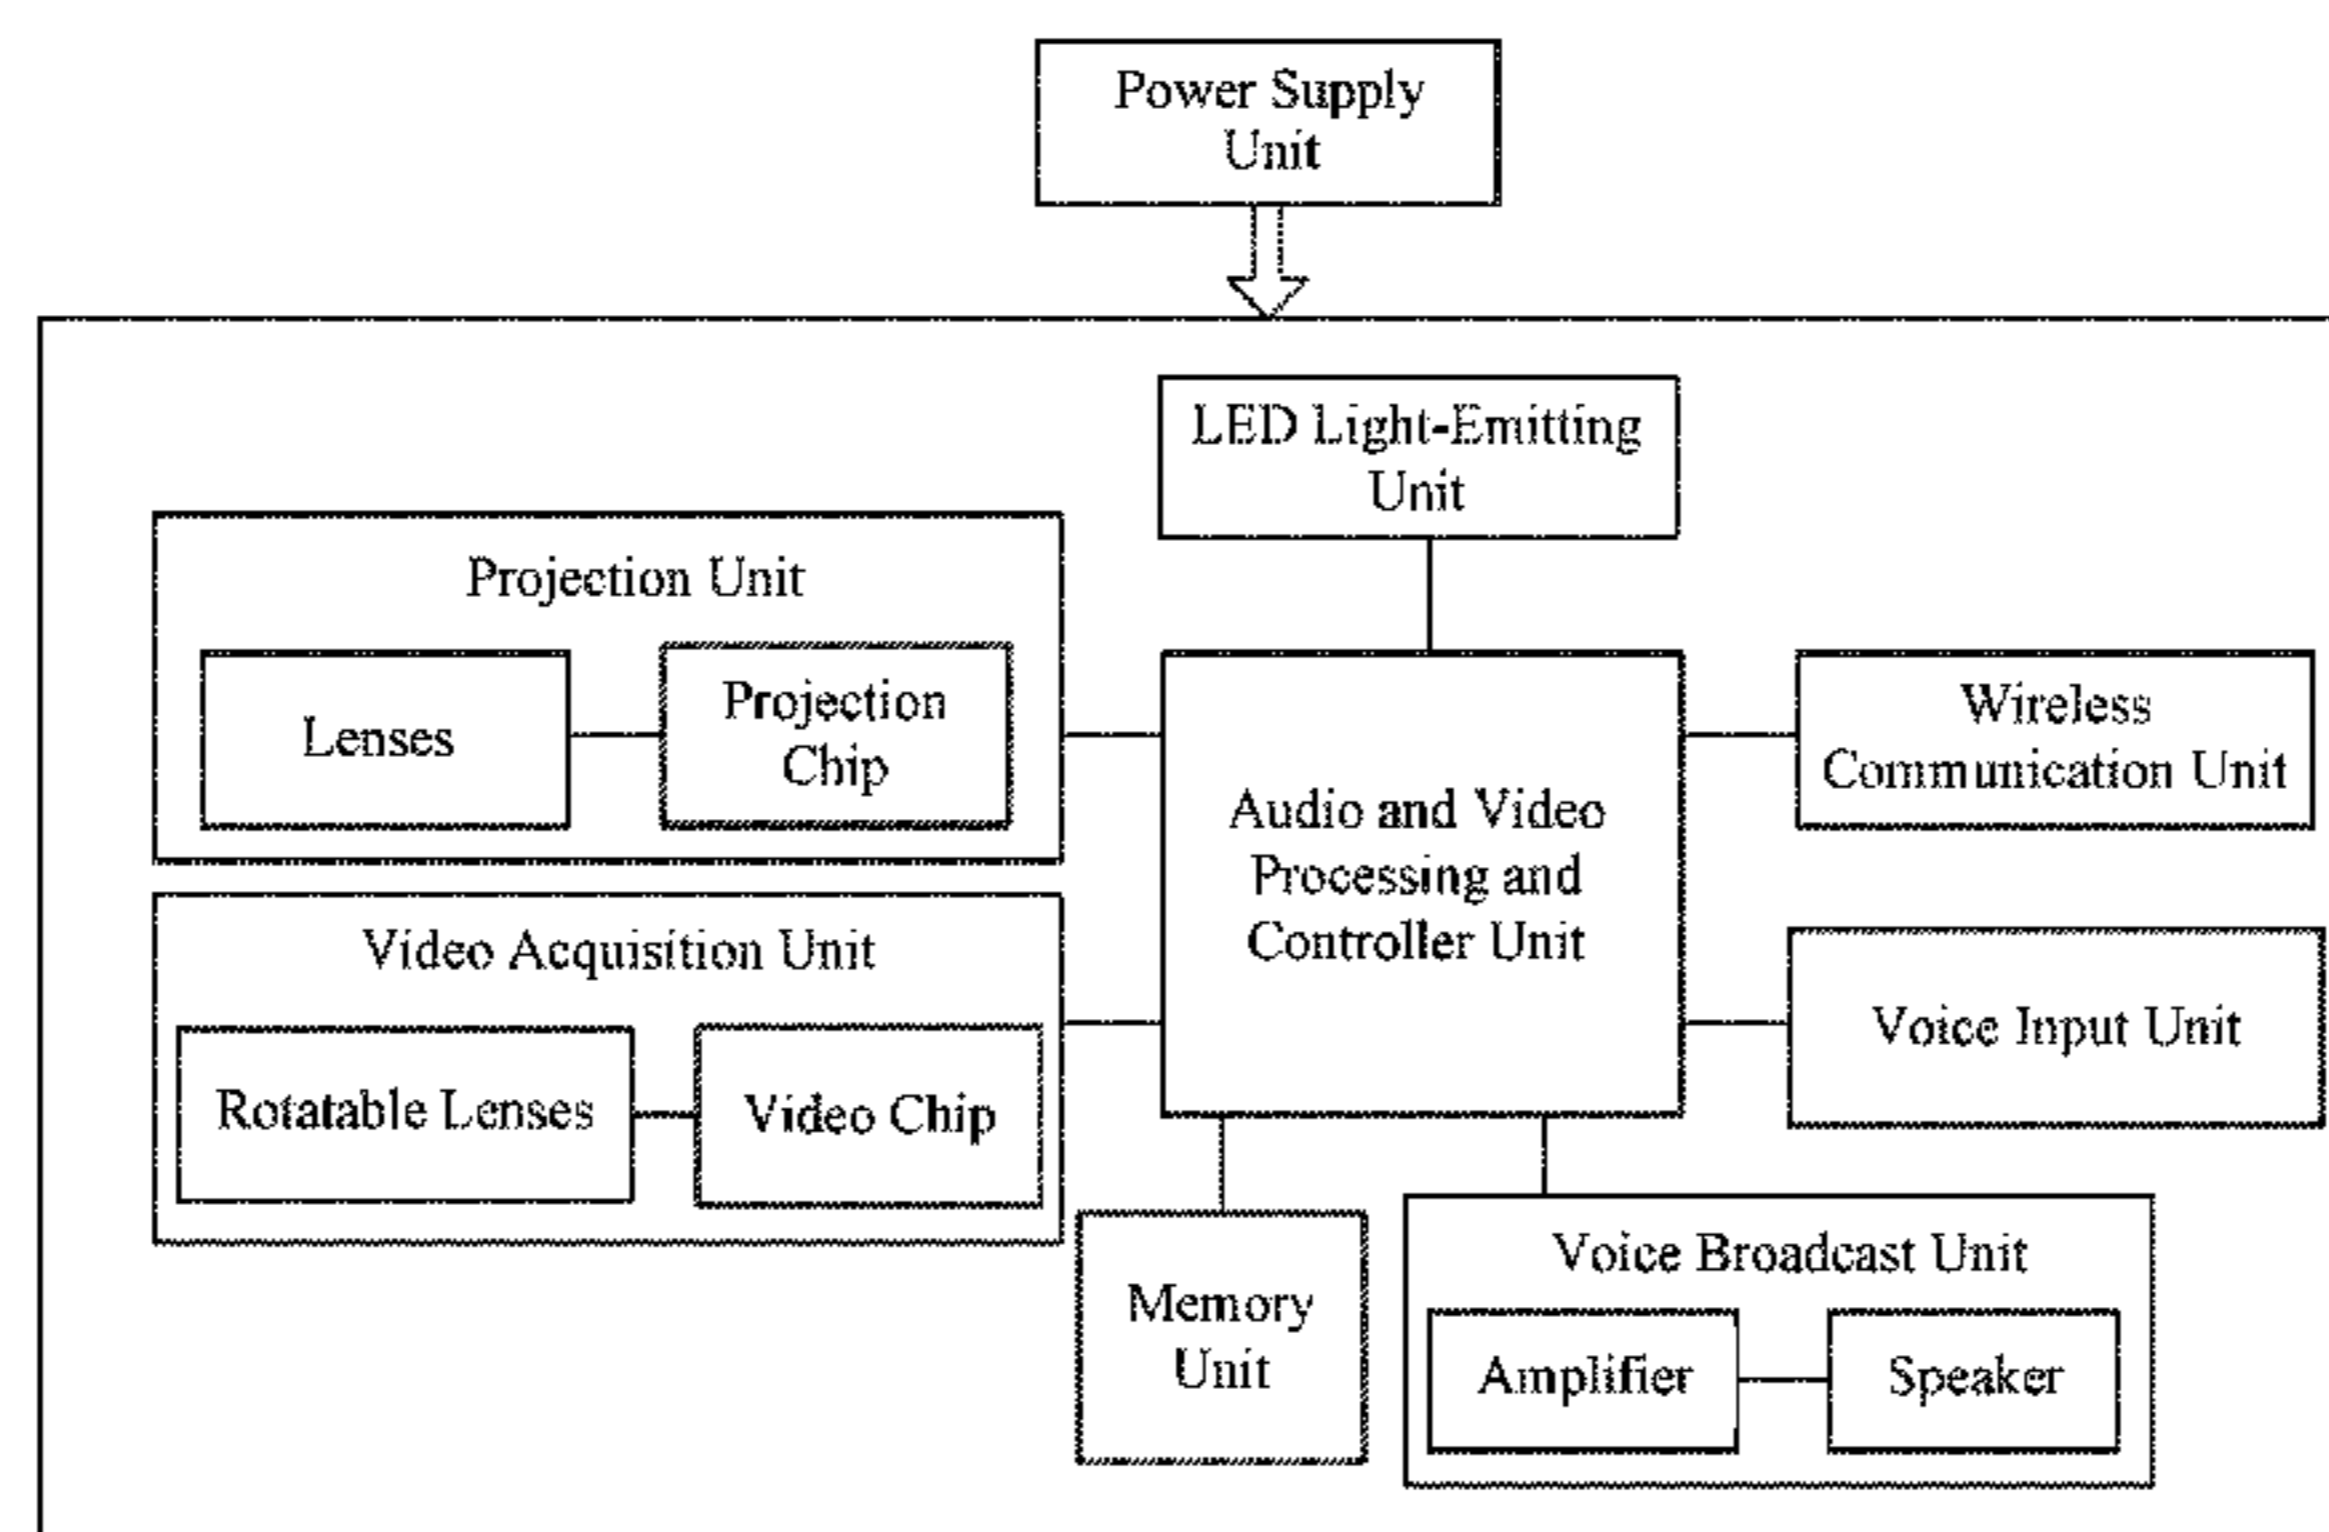 Power Supply
Unit
LED Light-Emitting
Unit
Projection Unit
Lenses
Projection
Chip
Wireless
Communication Unit
Audio and Video
Processing and
Controller Unit
Video Acquisition Unit
Rotatable Lenses
Video Chip
Voice Input Unit
Memory
Unit
Voice Broadcast Unit
Amplifier
Speaker